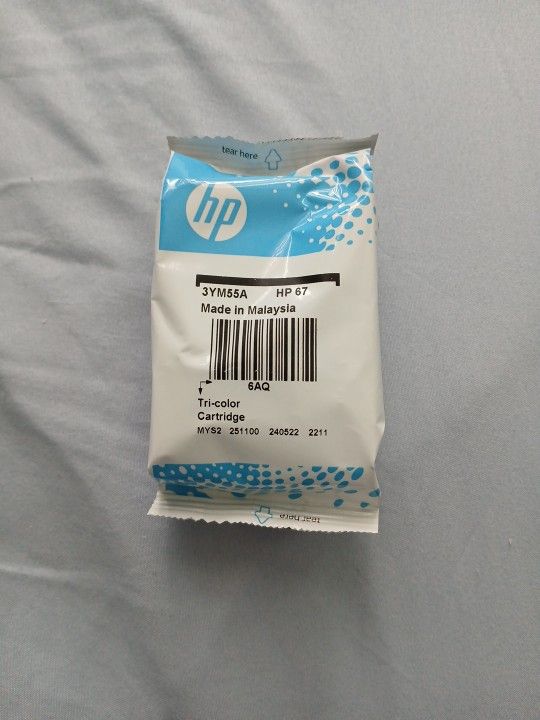 tear here
hp
3YM55A HP 67
Made in Malaysia
6AQ
Tri-color
Cartridge
MYS2 251100 240522 2211
tear here